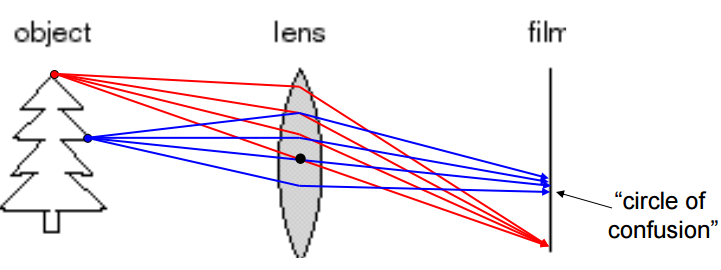 object
lens
film
“circle of
confusion”